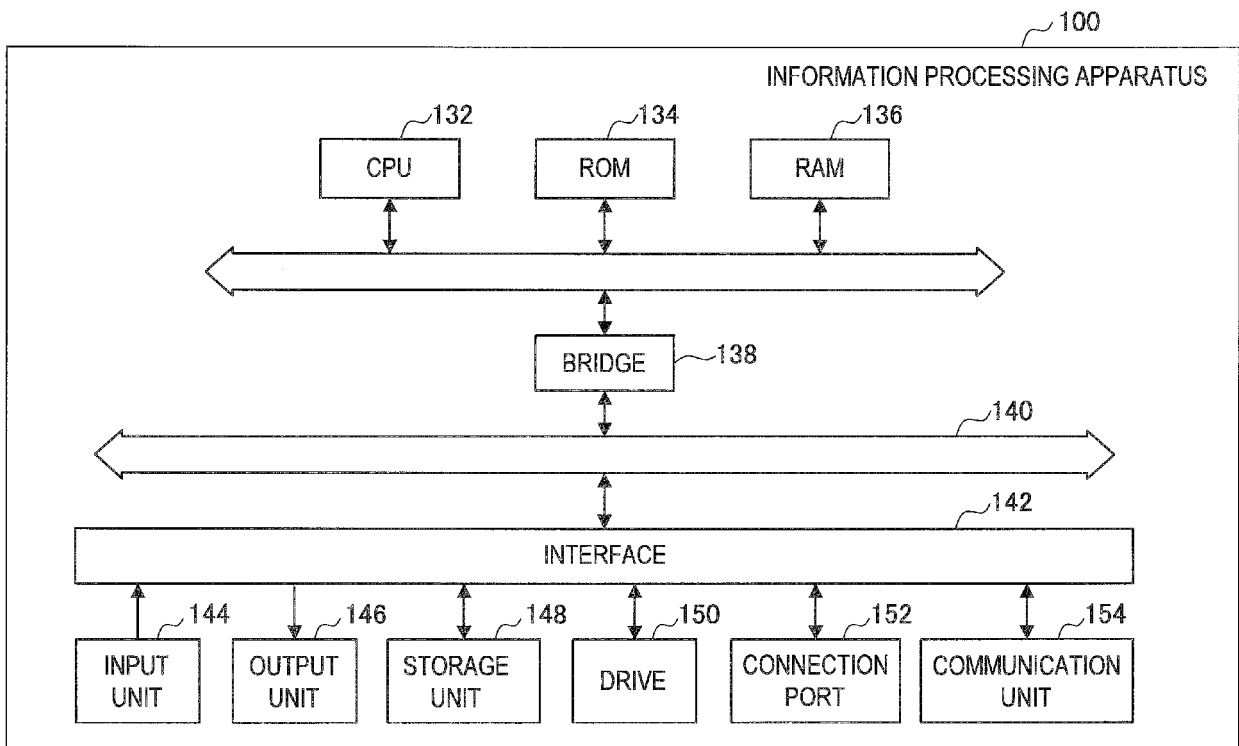 100
INFORMATION PROCESSING APPARATUS
132
134
136
CPU
ROM
RAM
BRIDGE
138
140
142
INTERFACE
144
146
148
150
152
154
INPUT
UNIT
OUTPUT
UNIT
STORAGE
UNIT
DRIVE
CONNECTION
PORT
COMMUNICATION
UNIT